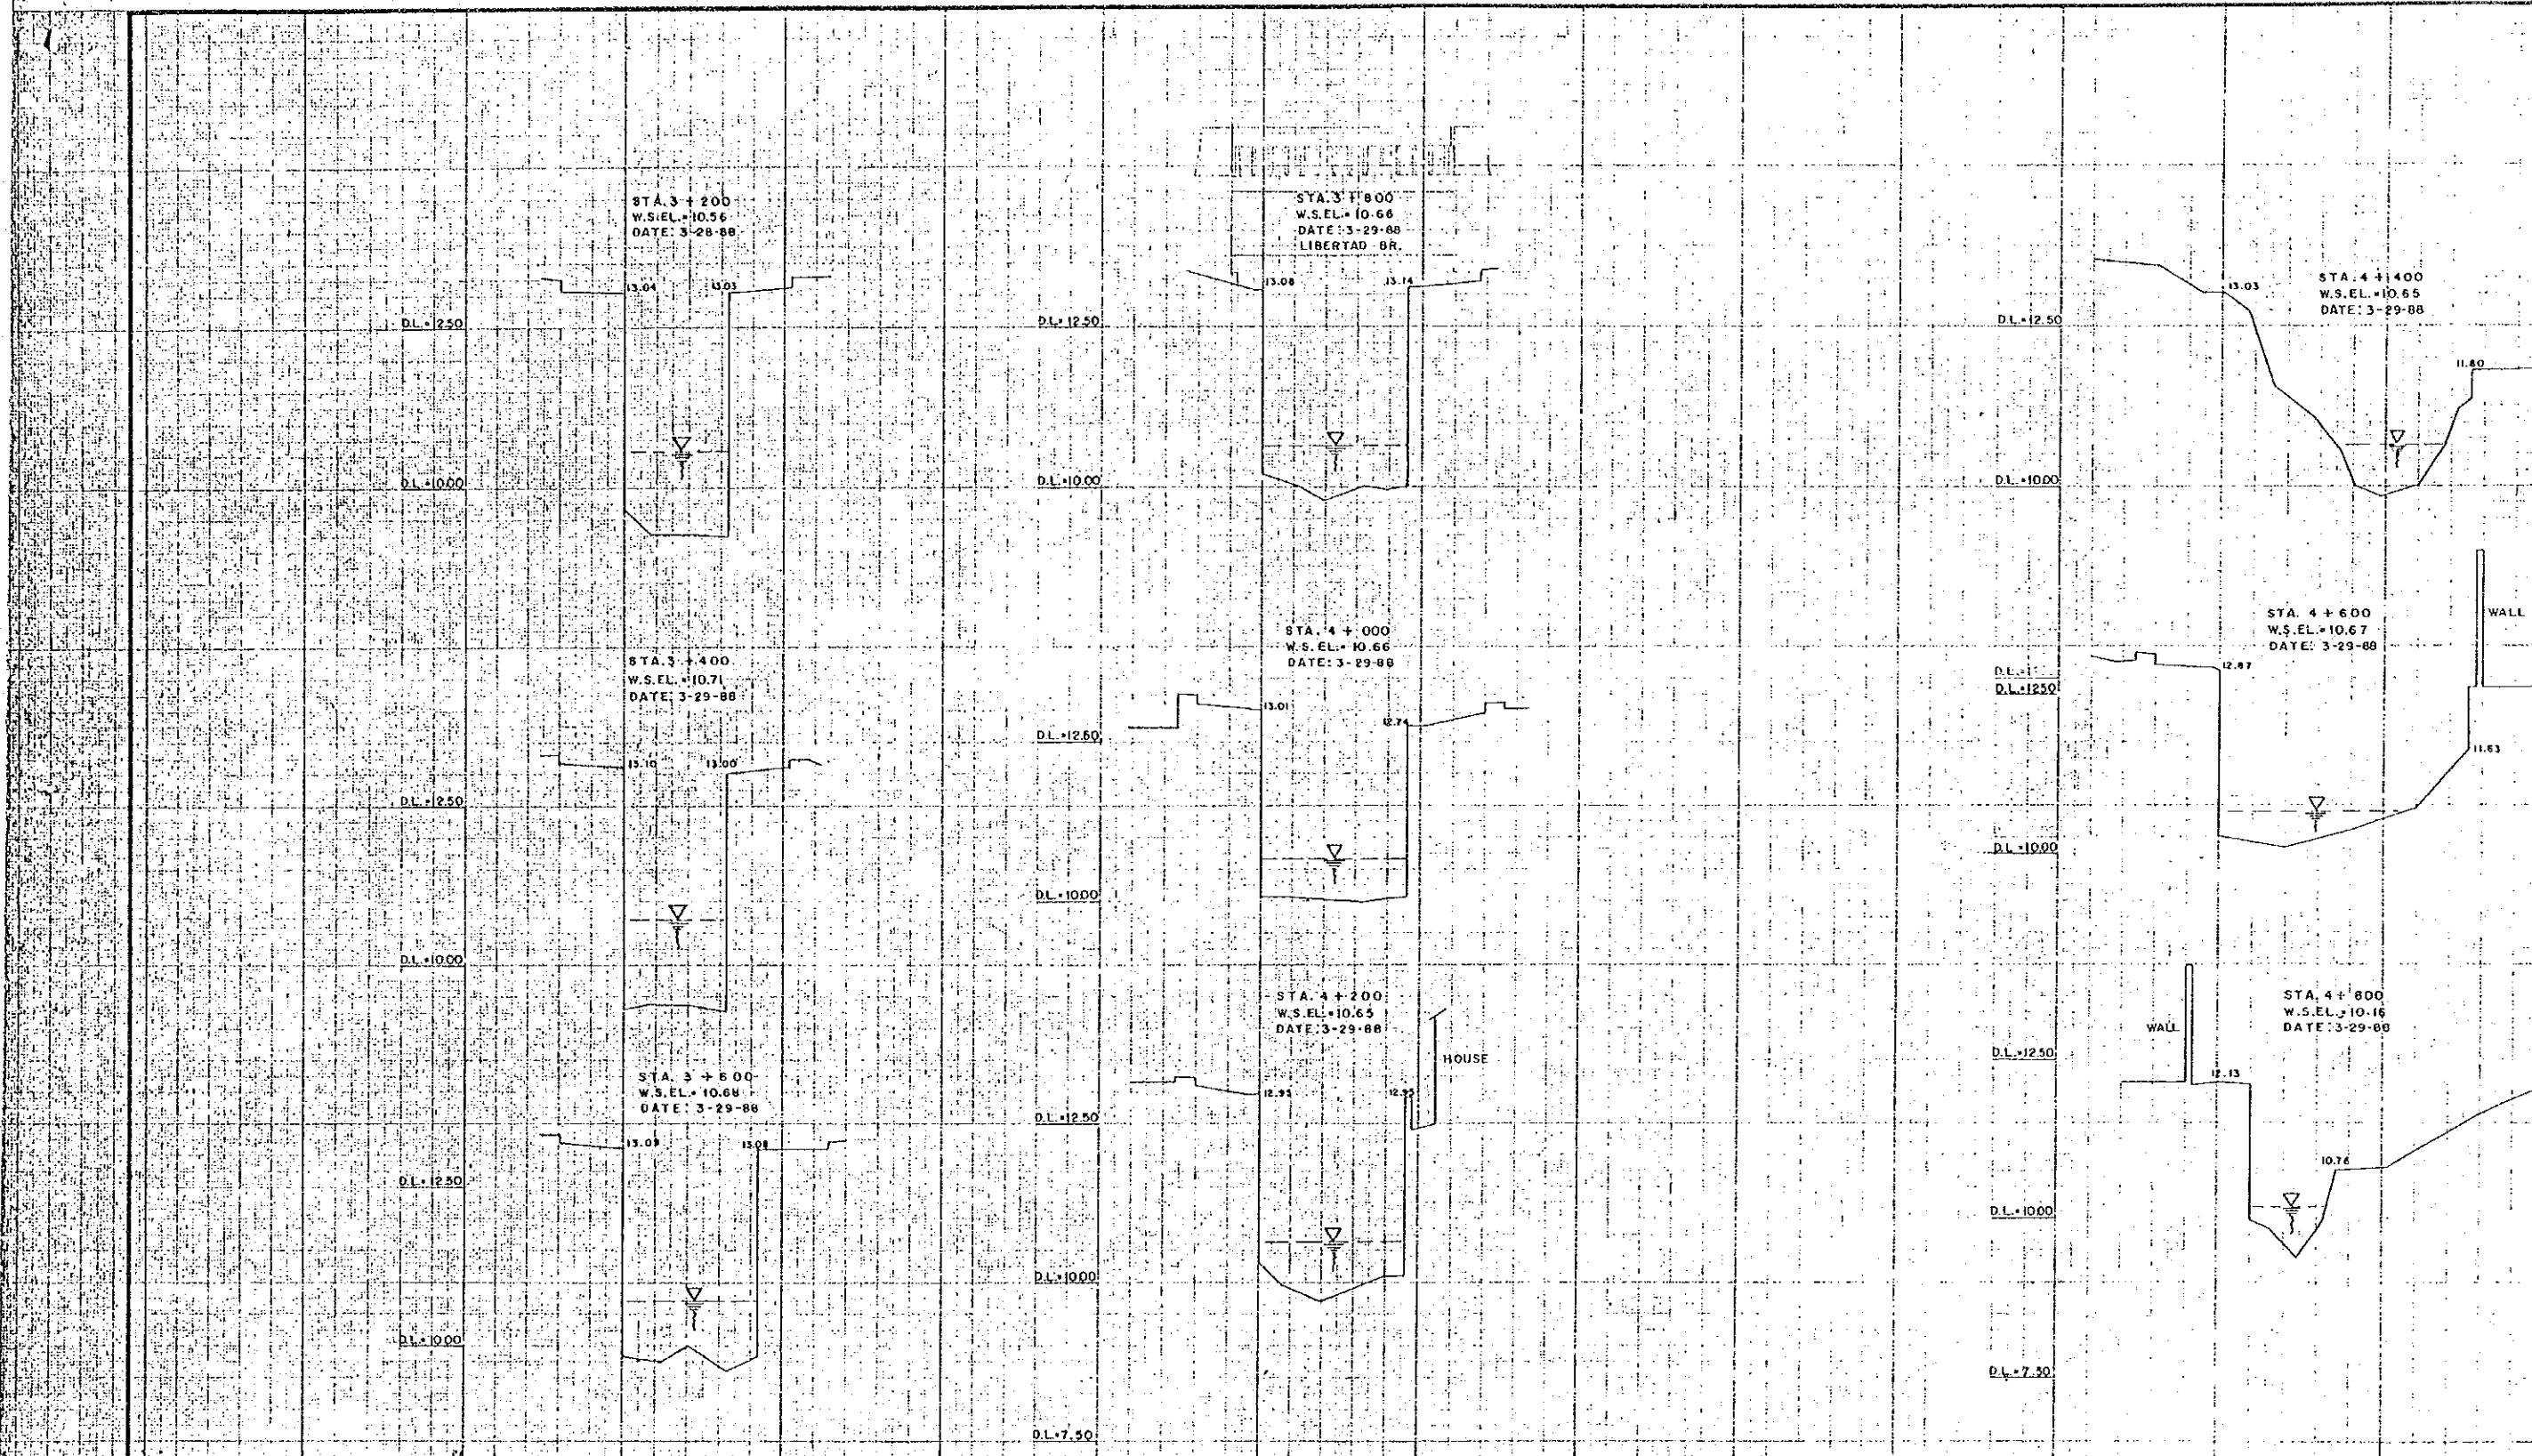 STA. 3 + 200
W.S.EL. = 10.56
DATE: 3-28-88
13.04
13.03
D.L. = 12.50
D.L. = 10.00
STA. 3 + 400
W.S.EL. = 10.71
DATE: 3-29-88
13.10
13.00
D.L. = 12.50
D.L. = 10.00
STA. 3 + 600
W.S.EL. = 10.68
DATE: 3-29-88
13.09
13.08
D.L. = 12.50
D.L. = 10.00
STA. 3 + 800
W.S.EL. = 10.66
DATE: 3-29-88
LIBERTAD BR.
13.08
13.14
D.L. = 12.50
D.L. = 10.00
STA. 4 + 000
W.S.EL. = 10.66
DATE: 3-29-88
13.01
12.74
D.L. = 12.50
D.L. = 10.00
STA. 4 + 200
W.S.EL. = 10.65
DATE: 3-29-88
HOUSE
12.95
12.95
D.L. = 12.50
D.L. = 10.00
D.L. = 7.50
STA. 4 + 400
W.S.EL. = 10.65
DATE: 3-29-88
13.03
11.80
D.L. = 12.50
D.L. = 10.00
STA. 4 + 600
W.S.EL. = 10.67
DATE: 3-29-88
WALL
12.87
D.L. =
D.L. = 12.50
11.63
D.L. = 10.00
STA. 4 + 800
W.S.EL. = 10.16
DATE: 3-29-88
WALL
D.L. = 12.50
12.13
10.76
D.L. = 10.00
D.L. = 7.50